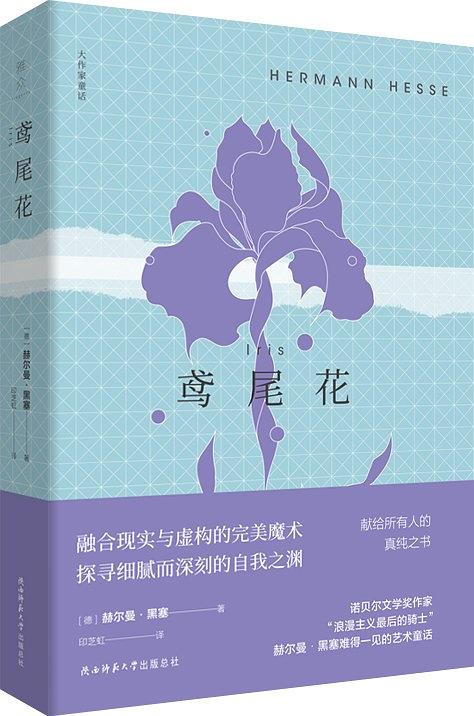 雅众
鸢尾花
Iris
[德]赫尔曼·黑塞 著
印芝虹 译
大作家童话
HERMANN HESSE
Iris
鸢尾花
融合现实与虚构的完美魔术
探寻细腻而深刻的自我之渊
献给所有人的
真纯之书
[德]赫尔曼·黑塞 著
印芝虹 译
陕西师范大学出版总社
诺贝尔文学奖作家
“浪漫主义最后的骑士”
赫尔曼·黑塞难得一见的艺术童话
陕西师范大学出版总社